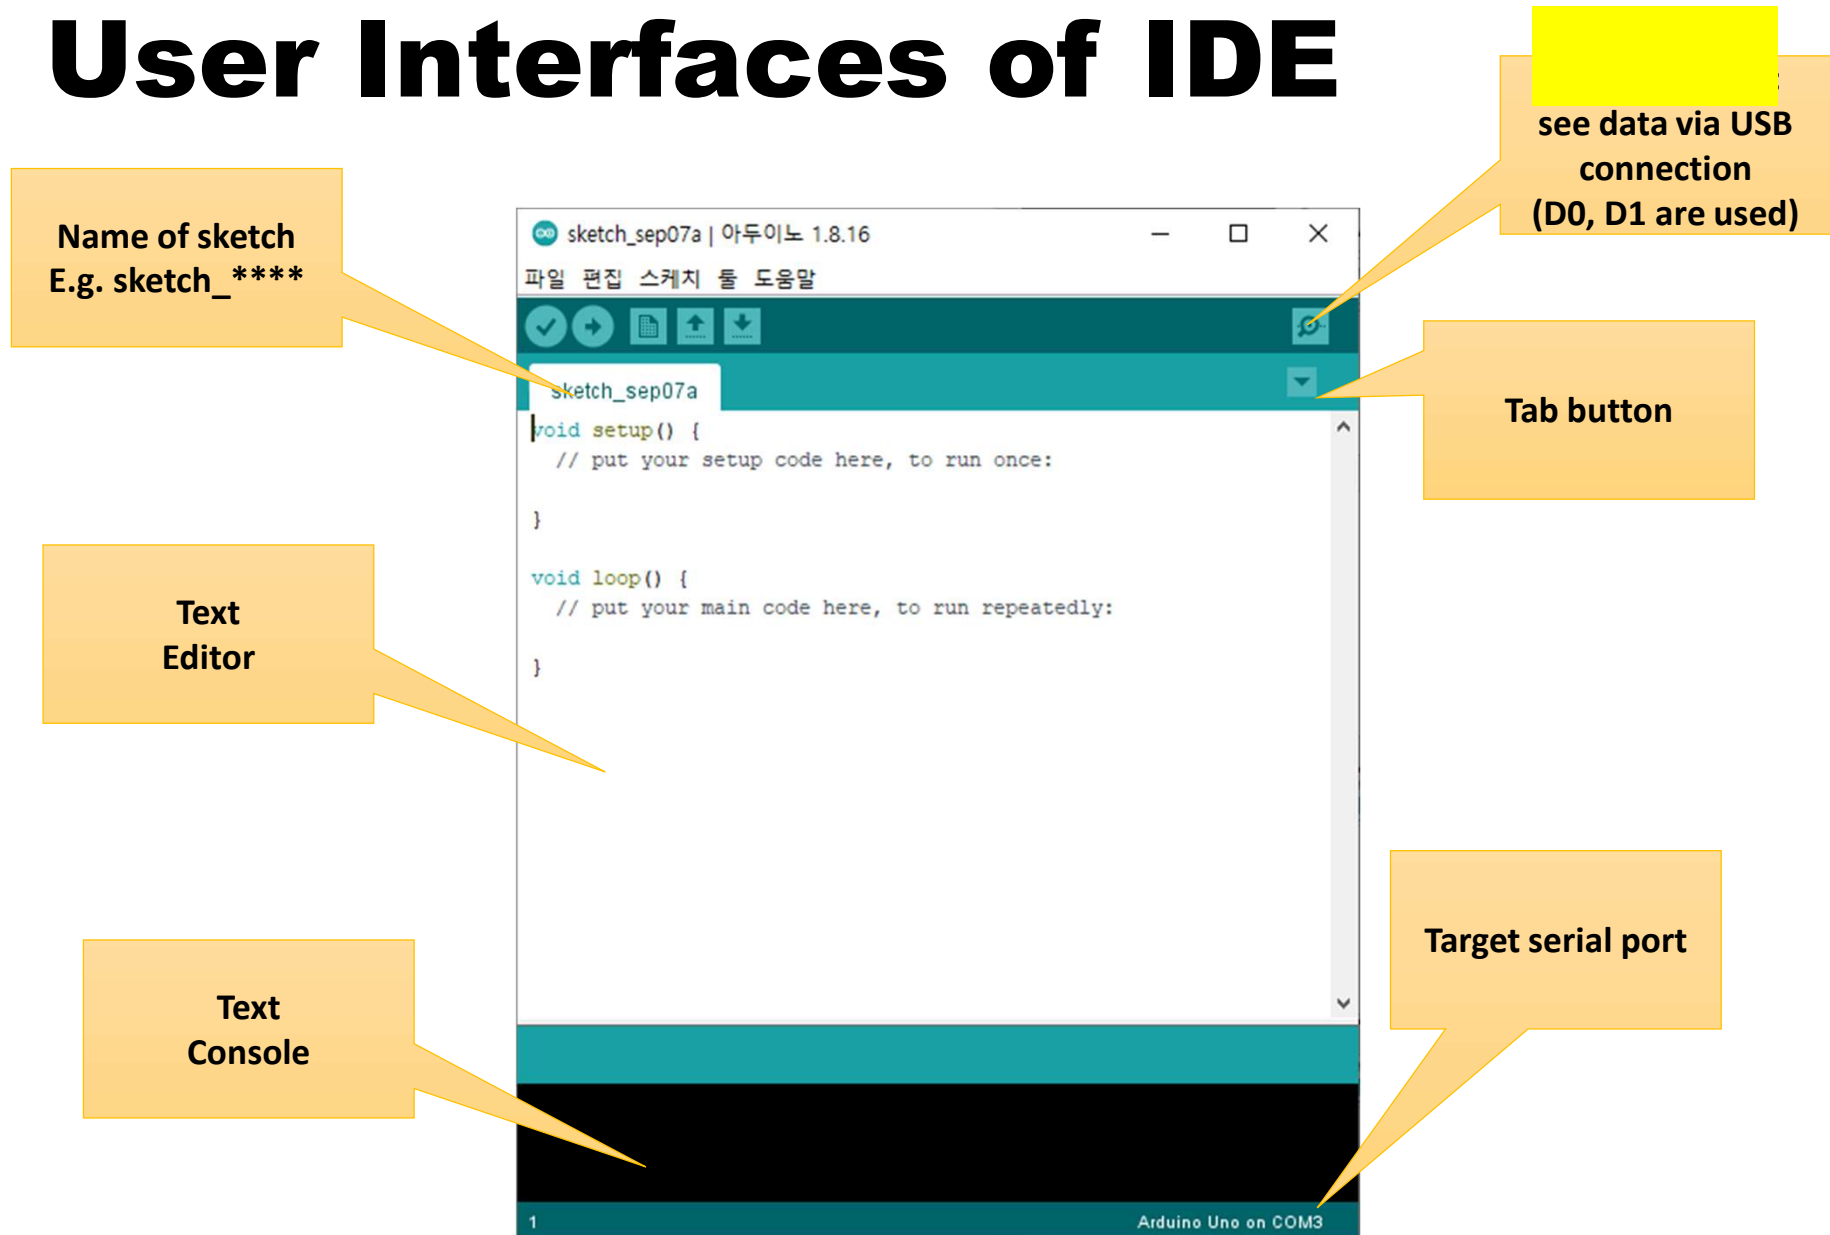 User Interfaces of IDE
:
see data via USB
connection
(D0, D1 are used)
Name of sketch
E.g. sketch_****
sketch_sep07a | 아두이노 1.8.16
파일 편집 스케치 툴 도움말
sketch_sep07a
Tab button
void setup() {
// put your setup code here, to run once:
}
void loop() {
// put your main code here, to run repeatedly:
}
Text
Editor
Target serial port
Text
Console
1
Arduino Uno on COM3